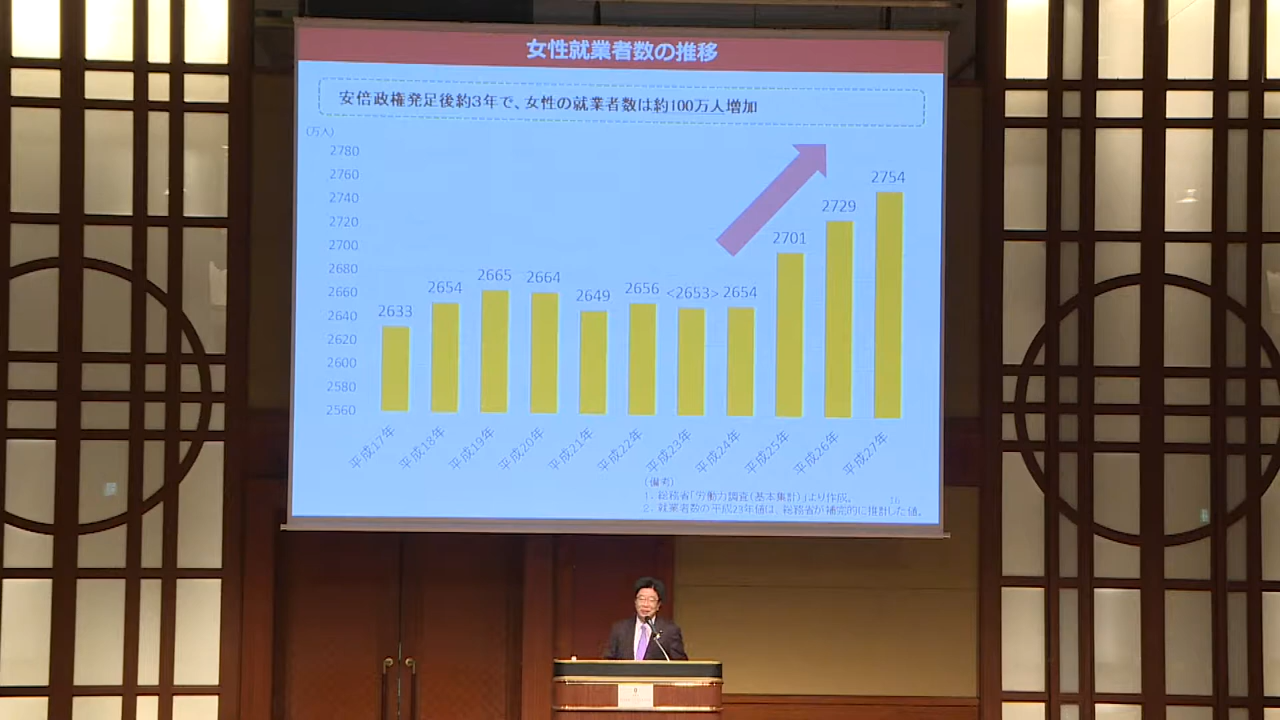 女性就業者数の推移
安倍政権発足後約3年で、女性の就業者数は約100万人増加
(万人)
2780
2760
2740
2720
2700
2680
2660
2640
2620
2600
2580
2560
2633
2654
2665
2664
2649
2656
<2653>
2654
2701
2729
2754
平成17年
平成18年
平成19年
平成20年
平成21年
平成22年
平成23年
平成24年
平成25年
平成26年
平成27年
(備考)
1. 総務省「労働力調査(基本集計)」より作成。
2. 就業者数の平成23年値は、総務省が補完的に推計した値。
16